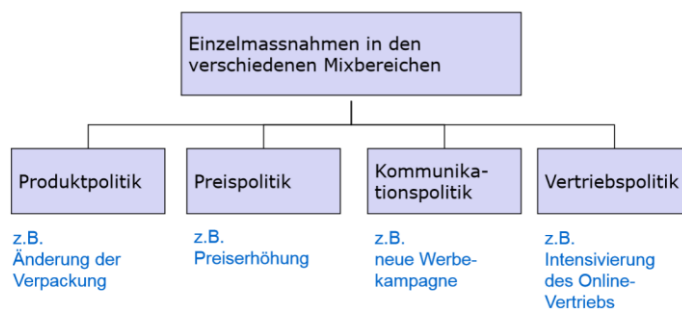 Einzelmassnahmen in den
verschiedenen Mixbereichen
Produktpolitik
Preispolitik
Kommunika-
tionspolitik
Vertriebspolitik
z.B.
Änderung der
Verpackung
z.B.
Preiserhöhung
z.B.
neue Werbe-
kampagne
z.B.
Intensivierung
des Online-
Vertriebs